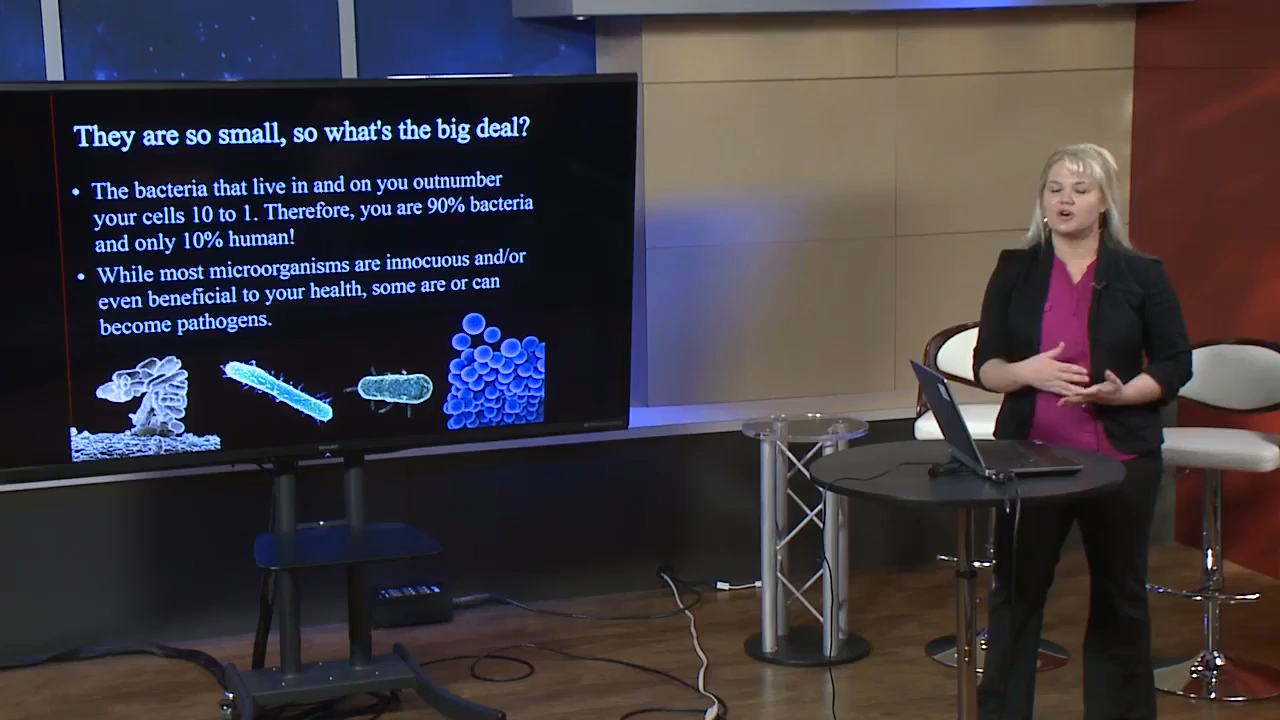 They are so small, so what's the big deal?
• The bacteria that live in and on you outnumber
your cells 10 to 1. Therefore, you are 90% bacteria
and only 10% human!
• While most microorganisms are innocuous and/or
even beneficial to your health, some are or can
become pathogens.